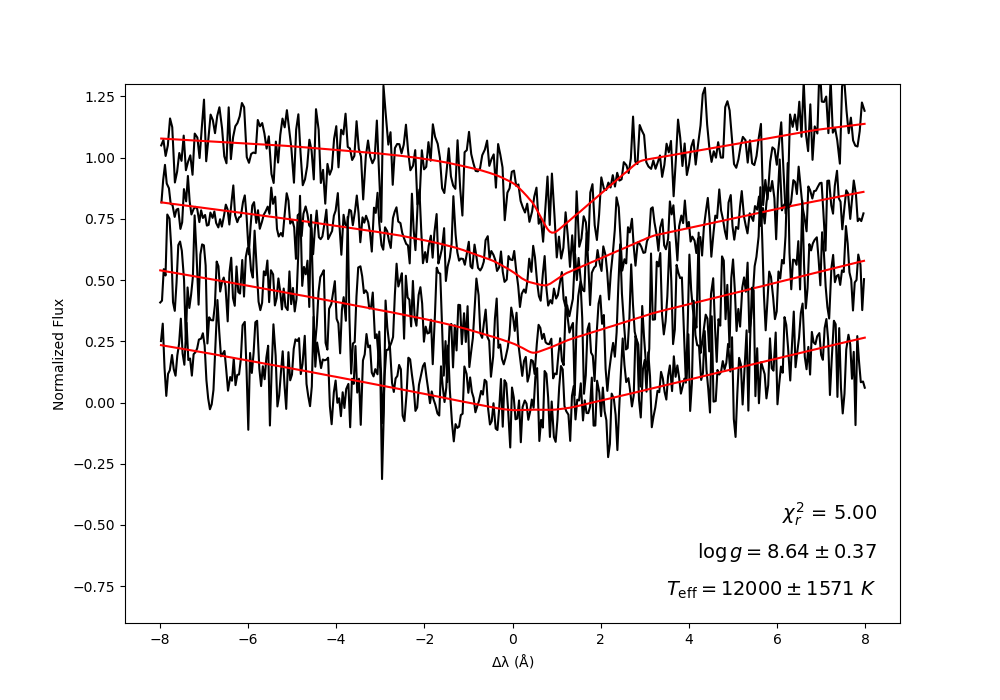 1.25
1.00
0.75
0.50
0.25
0.00
−0.25
−0.50
−0.75
Normalized Flux
χ²ᵣ = 5.00
log g = 8.64 ± 0.37
T_eff = 12000 ± 1571 K
−8 −6 −4 −2 0 2 4 6 8
Δλ (Å)